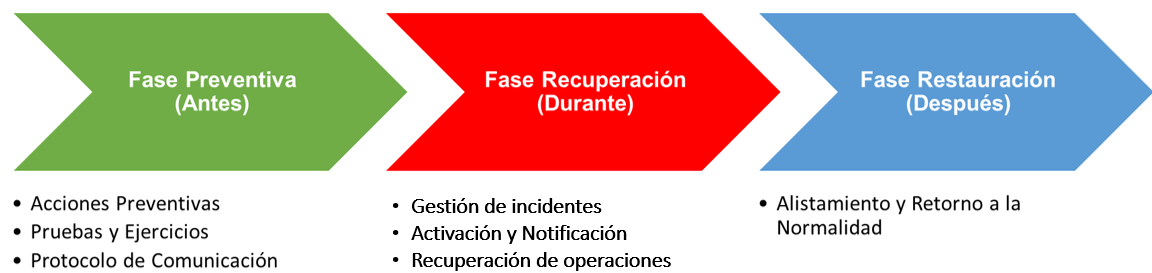 Fase Preventiva
(Antes)
• Acciones Preventivas
• Pruebas y Ejercicios
• Protocolo de Comunicación
Fase Recuperación
(Durante)
• Gestión de incidentes
• Activación y Notificación
• Recuperación de operaciones
Fase Restauración
(Después)
• Alistamiento y Retorno a la
Normalidad